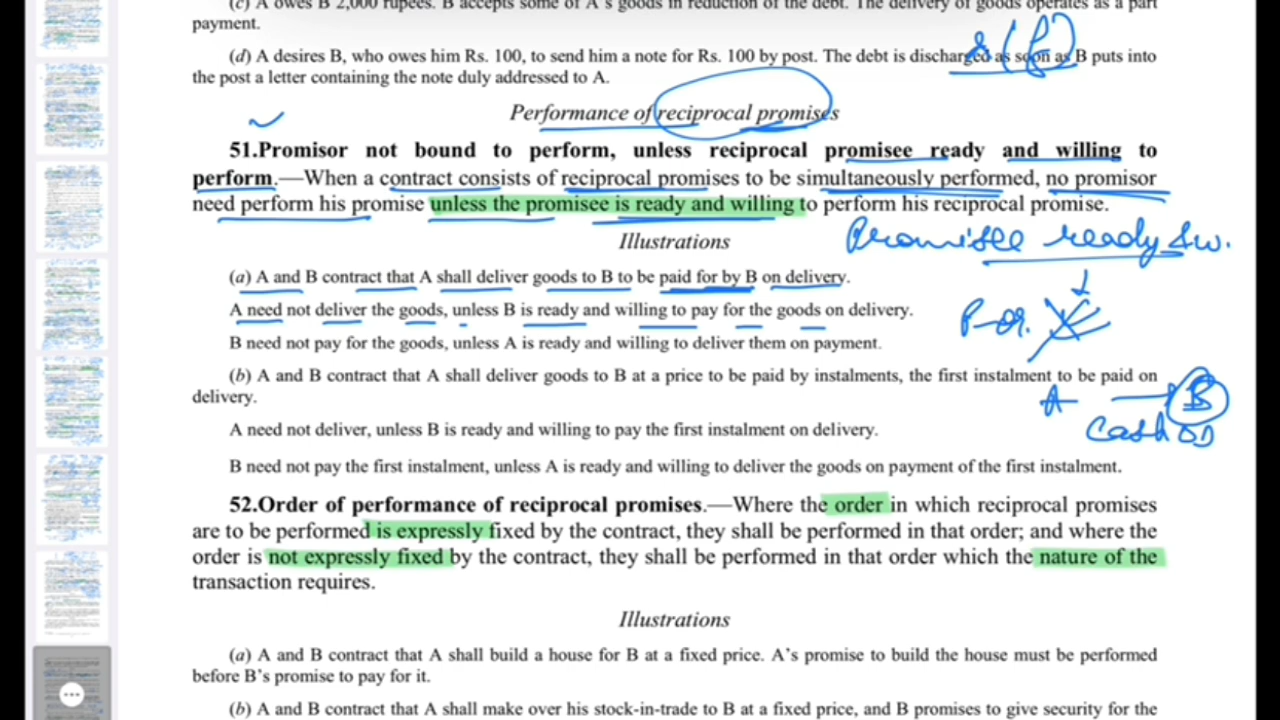 (c) A owes B 2,000 rupees. B accepts some of A's goods in reduction of the debt. The delivery of goods operates as a part
payment.
(d) A desires B, who owes him Rs. 100, to send him a note for Rs. 100 by post. The debt is discharged as soon as B puts into
the post a letter containing the note duly addressed to A.
Performance of reciprocal promises
51.Promisor not bound to perform, unless reciprocal promisee ready and willing to
perform.—When a contract consists of reciprocal promises to be simultaneously performed, no promisor
need perform his promise unless the promisee is ready and willing to perform his reciprocal promise.
Illustrations
Promisee ready & w.
(a) A and B contract that A shall deliver goods to B to be paid for by B on delivery.
A need not deliver the goods, unless B is ready and willing to pay for the goods on delivery.
P-or.
B need not pay for the goods, unless A is ready and willing to deliver them on payment.
(b) A and B contract that A shall deliver goods to B at a price to be paid by instalments, the first instalment to be paid on
delivery.
A B
Cash OD
A need not deliver, unless B is ready and willing to pay the first instalment on delivery.
B need not pay the first instalment, unless A is ready and willing to deliver the goods on payment of the first instalment.
52.Order of performance of reciprocal promises.—Where the order in which reciprocal promises
are to be performed is expressly fixed by the contract, they shall be performed in that order; and where the
order is not expressly fixed by the contract, they shall be performed in that order which the nature of the
transaction requires.
Illustrations
(a) A and B contract that A shall build a house for B at a fixed price. A's promise to build the house must be performed
before B's promise to pay for it.
(b) A and B contract that A shall make over his stock-in-trade to B at a fixed price, and B promises to give security for the